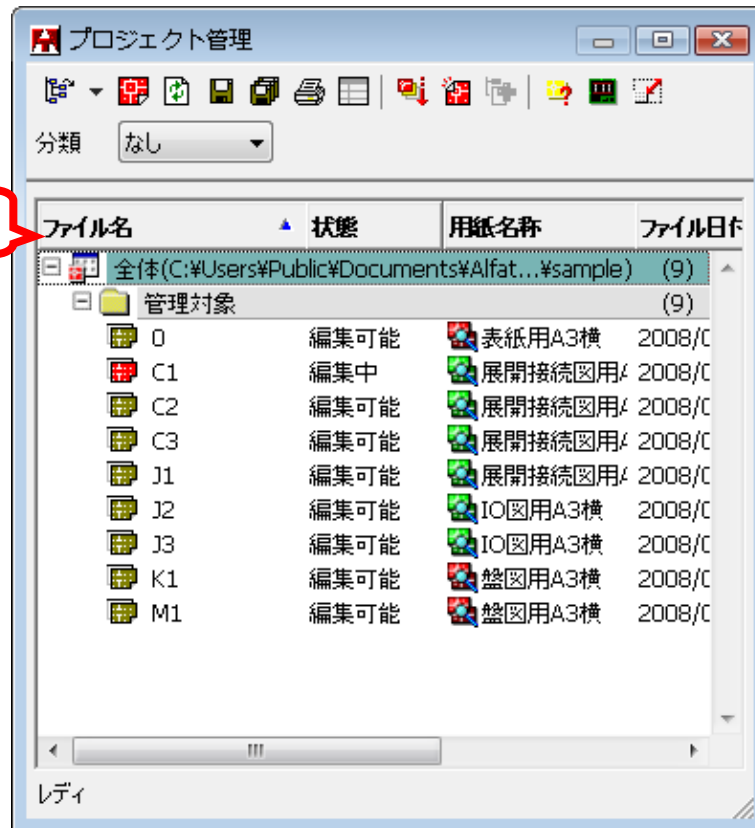 プロジェクト管理
分類 なし
ファイル名 状態 用紙名称 ファイル日付
全体(C:¥Users¥Public¥Documents¥Alfat...¥sample) (9)
管理対象 (9)
0 編集可能 表紙用A3横 2008/0
C1 編集中 展開接続図用A 2008/0
C2 編集可能 展開接続図用A 2008/0
C3 編集可能 展開接続図用A 2008/0
J1 編集可能 展開接続図用A 2008/0
J2 編集可能 IO図用A3横 2008/0
J3 編集可能 IO図用A3横 2008/0
K1 編集可能 盤図用A3横 2008/0
M1 編集可能 盤図用A3横 2008/0
レディ